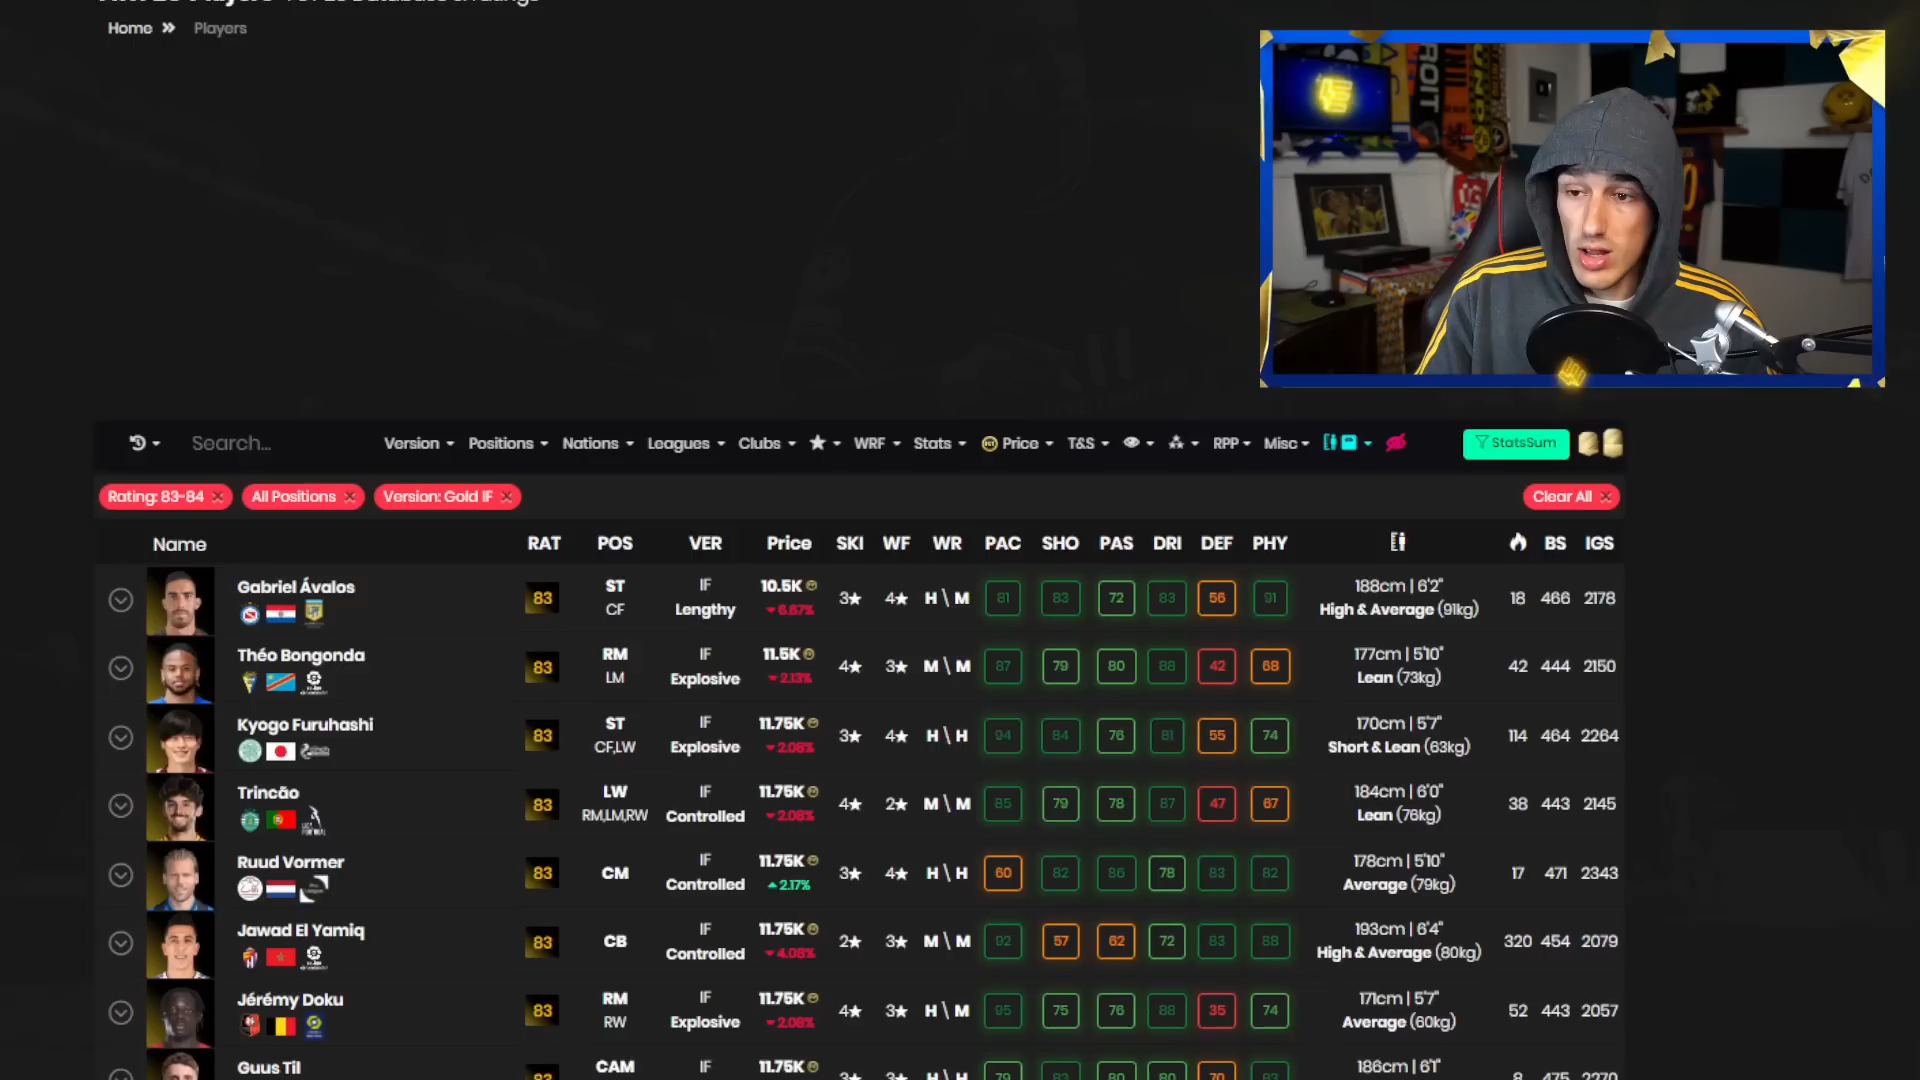 Home » Players
Search... Version Positions Nations Leagues Clubs ★ WRF Stats Price T&S RPP Misc StatsSum
Rating: 83-84 × All Positions × Version: Gold IF × Clear All ×
Name RAT POS VER Price SKI WF WR PAC SHO PAS DRI DEF PHY BS IGS
Gabriel Ávalos 83 ST IF 10.5K 3★ 4★ H \ M 81 83 72 83 56 91 188cm | 6'2" 18 466 2178
CF Lengthy -6.67% High & Average (91kg)
Théo Bongonda 83 RM IF 11.5K 4★ 3★ M \ M 87 79 80 88 42 68 177cm | 5'10" 42 444 2150
LM Explosive -2.13% Lean (73kg)
Kyogo Furuhashi 83 ST IF 11.75K 3★ 4★ H \ H 94 84 76 81 55 74 170cm | 5'7" 114 464 2264
CF,LW Explosive -2.08% Short & Lean (63kg)
Trincão 83 LW IF 11.75K 4★ 2★ M \ M 85 79 78 87 47 67 184cm | 6'0" 38 443 2145
RM,LM,RW Controlled -2.08% Lean (76kg)
Ruud Vormer 83 CM IF 11.75K 3★ 4★ H \ H 60 82 86 78 83 82 178cm | 5'10" 17 471 2343
Controlled 2.17% Average (79kg)
Jawad El Yamiq 83 CB IF 11.75K 2★ 3★ M \ M 92 57 62 72 83 88 193cm | 6'4" 320 454 2079
Controlled -4.08% High & Average (80kg)
Jérémy Doku 83 RM IF 11.75K 4★ 3★ H \ M 95 75 76 88 35 74 171cm | 5'7" 52 443 2057
RW Explosive -2.08% Average (60kg)
Guus Til CAM IF 11.75K 186cm | 6'1"